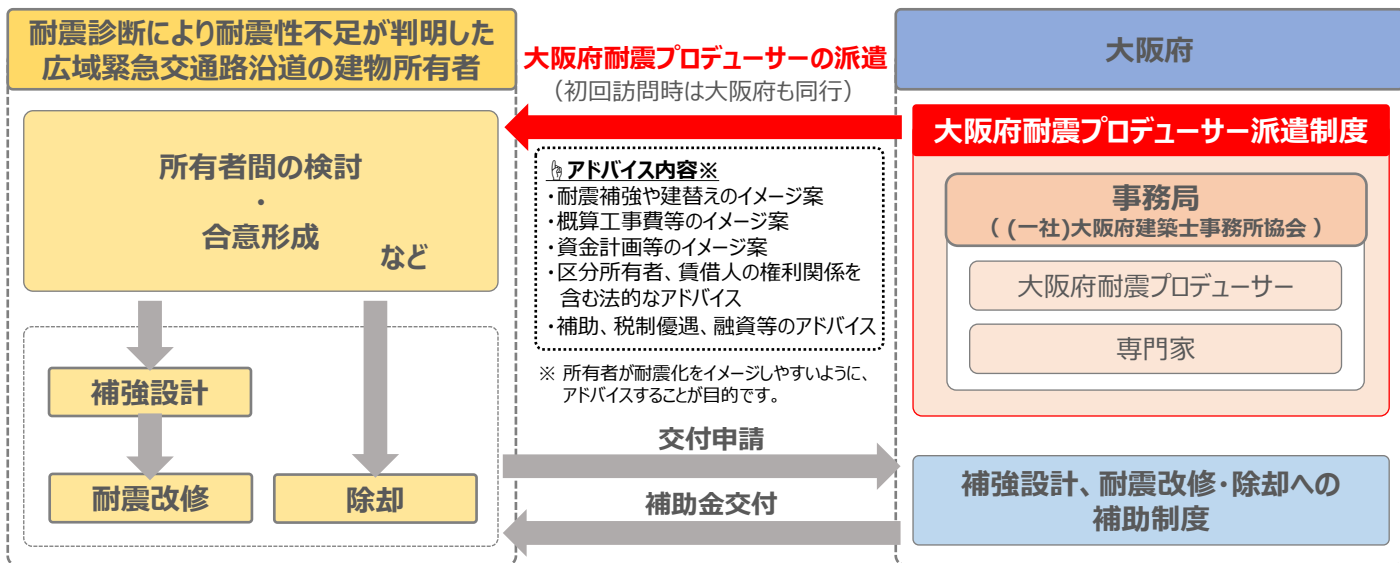 耐震診断により耐震性不足が判明した
広域緊急交通路沿道の建物所有者
所有者間の検討
・
合意形成
など
補強設計
耐震改修
除却
大阪府耐震プロデューサーの派遣
（初回訪問時は大阪府も同行）
☝アドバイス内容※
・耐震補強や建替えのイメージ案
・概算工事費等のイメージ案
・資金計画等のイメージ案
・区分所有者、賃借人の権利関係を
含む法的なアドバイス
・補助、税制優遇、融資等のアドバイス
※ 所有者が耐震化をイメージしやすいように、
アドバイスすることが目的です。
交付申請
補助金交付
大阪府
大阪府耐震プロデューサー派遣制度
事務局
（ (一社)大阪府建築士事務所協会 ）
大阪府耐震プロデューサー
専門家
補強設計、耐震改修・除却への
補助制度